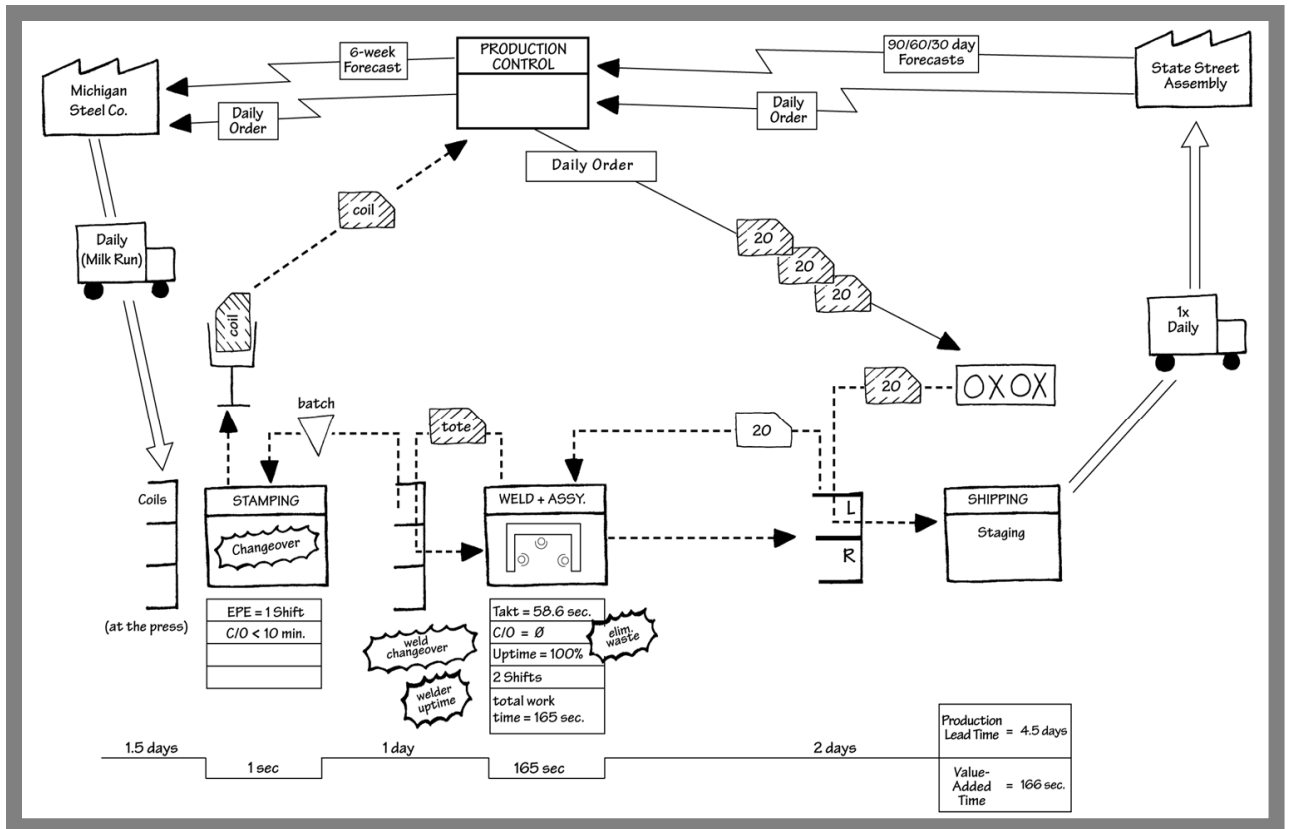 Michigan
Steel Co.
6-week
Forecast
Daily
Order
PRODUCTION
CONTROL
90/60/30 day
Forecasts
Daily
Order
State Street
Assembly
Daily Order
coil
20
20
20
Daily
(Milk Run)
coil
1x
Daily
batch
tote
20
20
OXOX
Coils
(at the press)
STAMPING
Changeover
EPE = 1 Shift
C/O < 10 min.
WELD + ASSY.
Takt = 58.6 sec.
C/O = Ø
Uptime = 100%
2 Shifts
total work
time = 165 sec.
weld
changeover
welder
uptime
elim.
waste
L
R
SHIPPING
Staging
1.5 days
1 sec
1 day
165 sec
2 days
Production
Lead Time = 4.5 days
Value-
Added = 166 sec.
Time